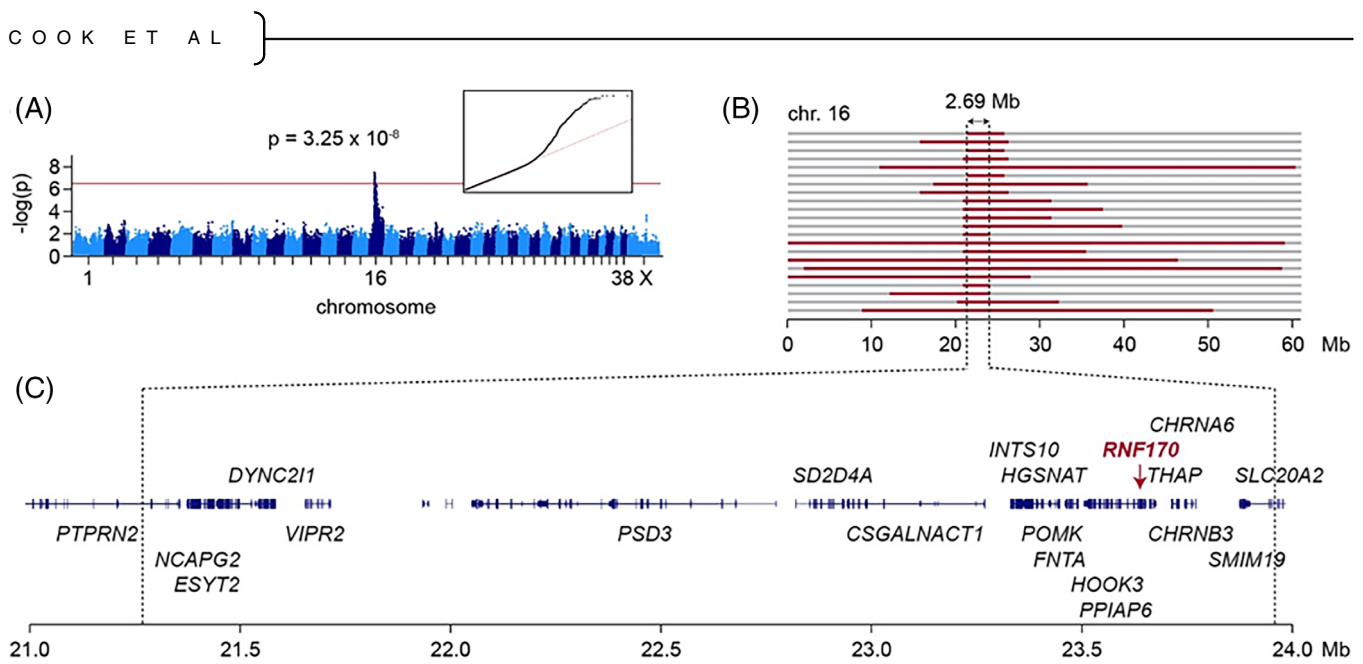 COOK ET AL
(A)
p = 3.25 x 10⁻⁸
-log(p)
8
6
4
2
0
1 16 38 X
chromosome
(B)
chr. 16
2.69 Mb
0 10 20 30 40 50 60 Mb
(C)
CHRNA6
INTS10 RNF170
DYNC2I1 SD2D4A HGSNAT THAP SLC20A2
PTPRN2 VIPR2 PSD3 CSGALNACT1 POMK CHRNB3
NCAPG2 FNTA SMIM19
ESYT2 HOOK3
PPIAP6
21.0 21.5 22.0 22.5 23.0 23.5 24.0 Mb